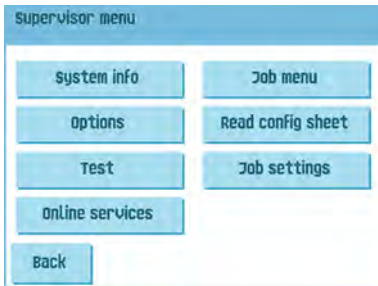 Supervisor menu
System info
Job menu
Options
Read config sheet
Test
Job settings
Online services
Back